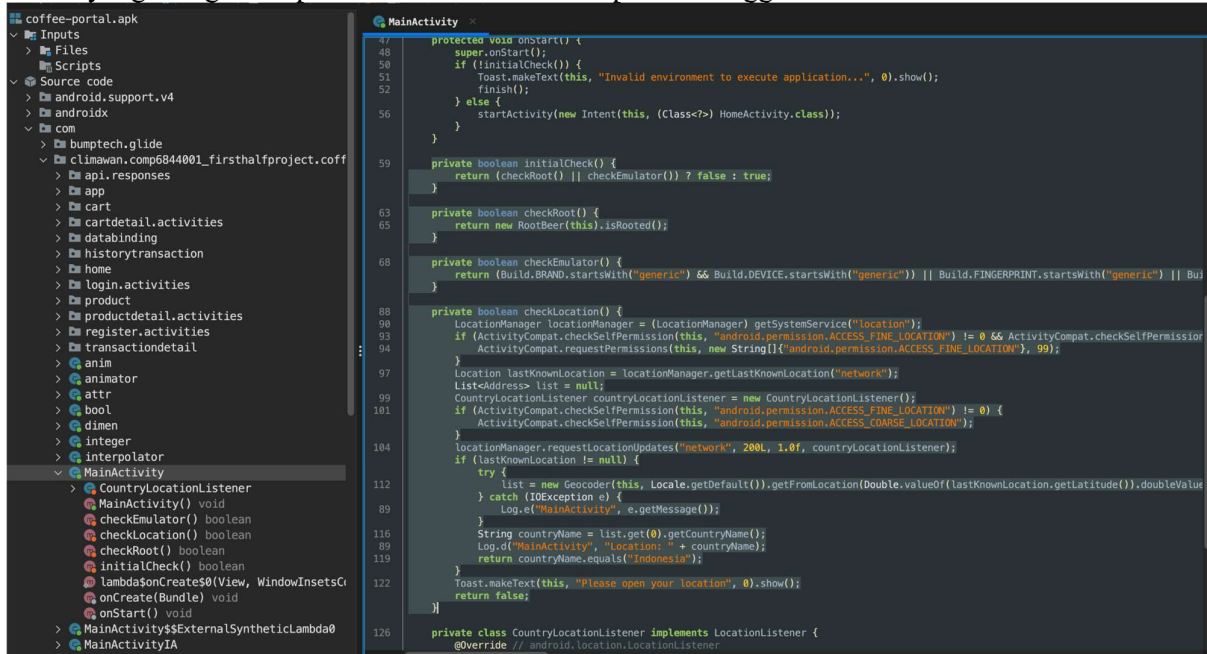 coffee-portal.apk
Inputs
Files
Scripts
Source code
android.support.v4
androidx
com
bumptech.glide
climawan.comp6844001_firsthalfproject.coff
api.responses
app
cart
cartdetail.activities
databinding
historytransaction
home
login.activities
product
productdetail.activities
register.activities
transactiondetail
anim
animator
attr
bool
dimen
integer
interpolator
MainActivity
CountryLocationListener
MainActivity() void
checkEmulator() boolean
checkLocation() boolean
checkRoot() boolean
initialCheck() boolean
lambda$onCreate$0(View, WindowInsetsCo
onCreate(Bundle) void
onStart() void
MainActivity$$ExternalSyntheticLambda0
MainActivityIA
MainActivity ×
47 protected void onStart() {
48 super.onStart();
50 if (!initialCheck()) {
51 Toast.makeText(this, "Invalid environment to execute application...", 0).show();
52 finish();
} else {
56 startActivity(new Intent(this, (Class<?>) HomeActivity.class));
}
}
59 private boolean initialCheck() {
return (checkRoot() || checkEmulator()) ? false : true;
}
63 private boolean checkRoot() {
65 return new RootBeer(this).isRooted();
}
68 private boolean checkEmulator() {
return (Build.BRAND.startsWith("generic") && Build.DEVICE.startsWith("generic")) || Build.FINGERPRINT.startsWith("generic") || Bui
}
88 private boolean checkLocation() {
90 LocationManager locationManager = (LocationManager) getSystemService("location");
93 if (ActivityCompat.checkSelfPermission(this, "android.permission.ACCESS_FINE_LOCATION") != 0 && ActivityCompat.checkSelfPermission
94 ActivityCompat.requestPermissions(this, new String[]{"android.permission.ACCESS_FINE_LOCATION"}, 99);
}
97 Location lastKnownLocation = locationManager.getLastKnownLocation("network");
List<Address> list = null;
99 CountryLocationListener countryLocationListener = new CountryLocationListener();
101 if (ActivityCompat.checkSelfPermission(this, "android.permission.ACCESS_FINE_LOCATION") != 0) {
ActivityCompat.checkSelfPermission(this, "android.permission.ACCESS_COARSE_LOCATION");
}
104 locationManager.requestLocationUpdates("network", 200L, 1.0f, countryLocationListener);
if (lastKnownLocation != null) {
try {
112 list = new Geocoder(this, Locale.getDefault()).getFromLocation(Double.valueOf(lastKnownLocation.getLatitude()).doubleValue
} catch (IOException e) {
89 Log.e("MainActivity", e.getMessage());
}
116 String countryName = list.get(0).getCountryName();
89 Log.d("MainActivity", "Location: " + countryName);
119 return countryName.equals("Indonesia");
}
122 Toast.makeText(this, "Please open your location", 0).show();
return false;
}
126 private class CountryLocationListener implements LocationListener {
@Override // android.location.LocationListener